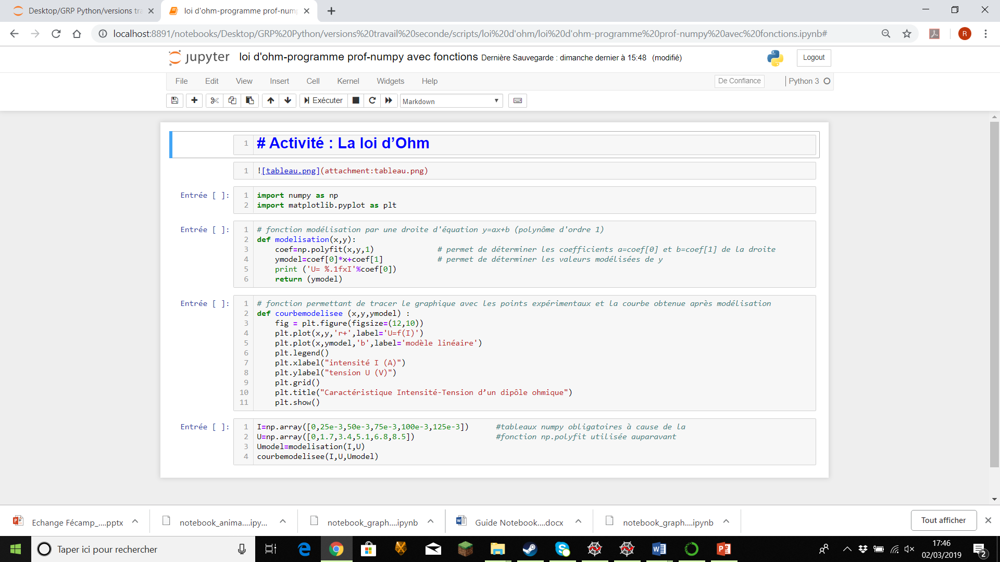 Desktop/GRP Python/versions tra
loi d'ohm-programme prof-num
localhost:8891/notebooks/Desktop/GRP%20Python/versions%20travail%20seconde/scripts/loi%20d'ohm/loi%20d'ohm-programme%20prof-numpy%20avec%20fonctions.ipynb#
R
jupyter loi d'ohm-programme prof-numpy avec fonctions Dernière Sauvegarde : dimanche dernier à 15:48 (modifié)
Logout
File Edit View Insert Cell Kernel Widgets Help
De Confiance
Python 3
Exécuter
Markdown
1 # Activité : La loi d’Ohm
1 ![tableau.png](attachment:tableau.png)
Entrée [ ]:
1 import numpy as np
2 import matplotlib.pyplot as plt
Entrée [ ]:
1 # fonction modélisation par une droite d'équation y=ax+b (polynôme d'ordre 1)
2 def modelisation(x,y):
3 coef=np.polyfit(x,y,1) # permet de déterminer les coefficients a=coef[0] et b=coef[1] de la droite
4 ymodel=coef[0]*x+coef[1] # permet de déterminer les valeurs modélisées de y
5 print ('U= %.1fxI'%coef[0])
6 return (ymodel)
Entrée [ ]:
1 # fonction permettant de tracer le graphique avec les points expérimentaux et la courbe obtenue après modélisation
2 def courbemodelisee (x,y,ymodel) :
3 fig = plt.figure(figsize=(12,10))
4 plt.plot(x,y,'r+',label='U=f(I)')
5 plt.plot(x,ymodel,'b',label='modèle linéaire')
6 plt.legend()
7 plt.xlabel("intensité I (A)")
8 plt.ylabel("tension U (V)")
9 plt.grid()
10 plt.title("Caractéristique Intensité-Tension d’un dipôle ohmique")
11 plt.show()
Entrée [ ]:
1 I=np.array([0,25e-3,50e-3,75e-3,100e-3,125e-3]) #tableaux numpy obligatoires à cause de la
2 U=np.array([0,1.7,3.4,5.1,6.8,8.5]) #fonction np.polyfit utilisée auparavant
3 Umodel=modelisation(I,U)
4 courbemodelisee(I,U,Umodel)
Echange Fécamp_....pptx
notebook_anima....ipy...
notebook_graph....ipynb
Guide Notebook....docx
notebook_graph....ipynb
Tout afficher
Taper ici pour rechercher
17:46
02/03/2019
2